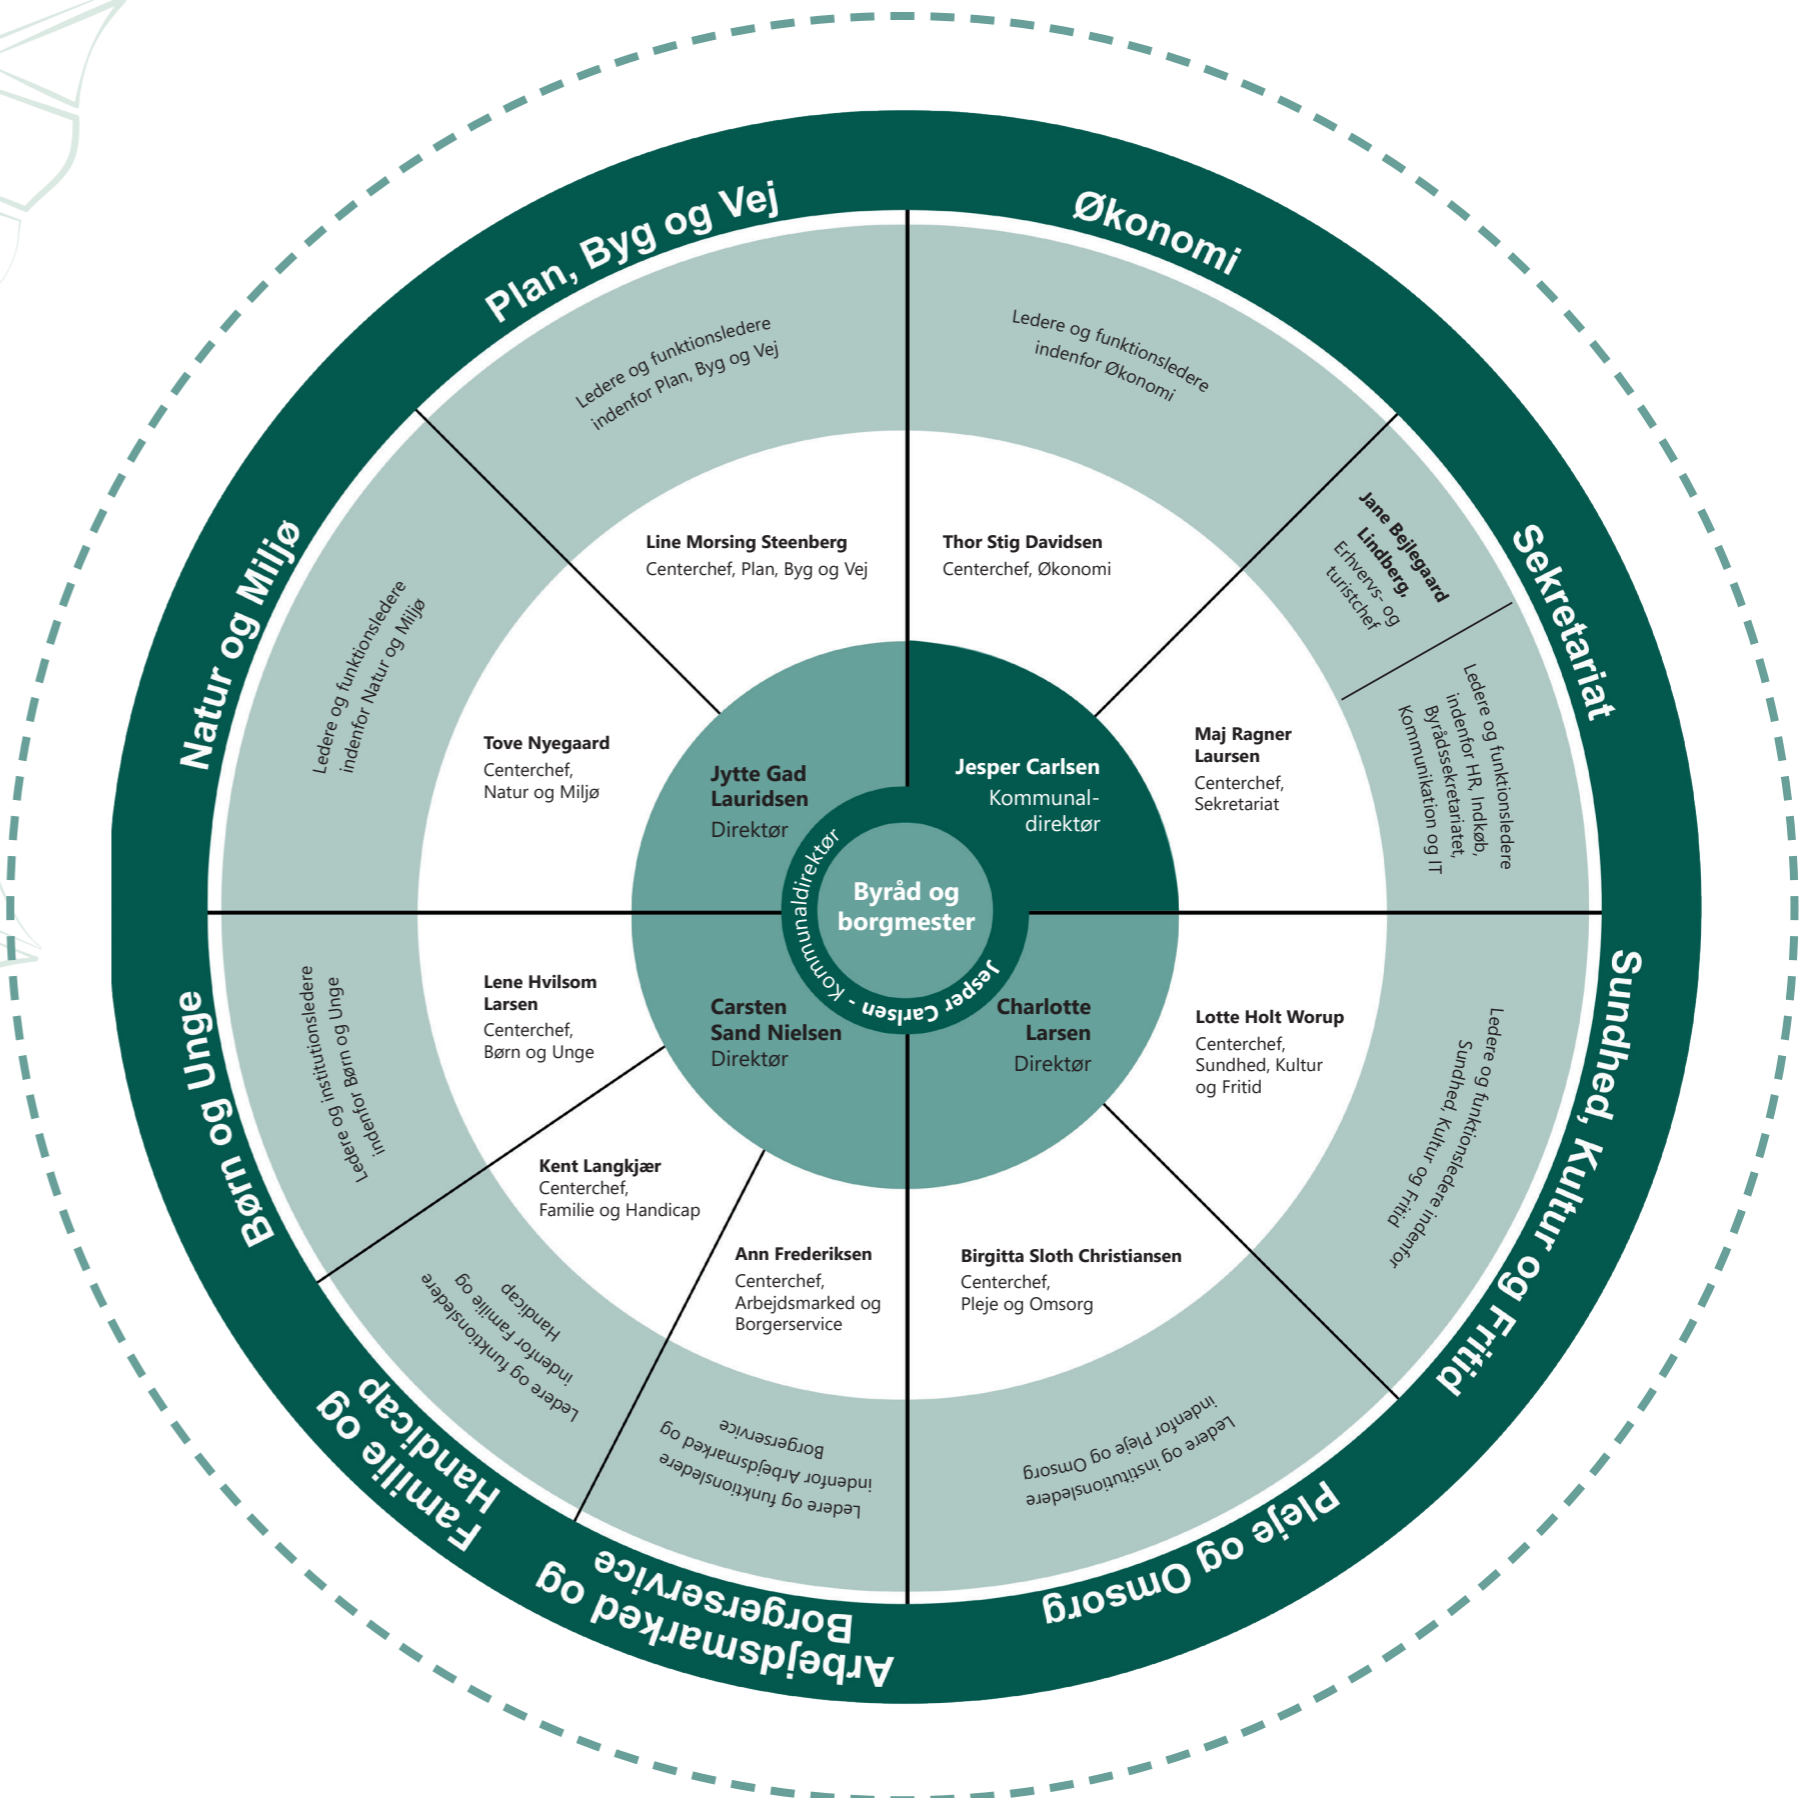 Plan, Byg og Vej
Økonomi
Sekretariat
Sundhed, Kultur og Fritid
Pleje og Omsorg
Arbejdsmarked og
Borgerservice
Familie og
Handicap
Børn og Unge
Natur og Miljø
Ledere og funktionsledere
indenfor Plan, Byg og Vej
Ledere og funktionsledere
indenfor Økonomi
Jane Bejlegaard
Lindberg,
Erhvervs- og
turistchef
Ledere og funktionsledere
indenfor HR, Indkøb,
Byrådssekretariatet,
Kommunikation og IT
Ledere og funktionsledere indenfor
Sundhed, Kultur og Fritid
Ledere og institutionsledere
indenfor Pleje og Omsorg
Ledere og funktionsledere
indenfor Arbejdsmarked og
Borgerservice
Ledere og funktionsledere
indenfor Familie og
Handicap
Ledere og institutionsledere
indenfor Børn og Unge
Ledere og funktionsledere
indenfor Natur og Miljø
Line Morsing Steenberg
Centerchef, Plan, Byg og Vej
Thor Stig Davidsen
Centerchef, Økonomi
Maj Ragner
Laursen
Centerchef,
Sekretariat
Lotte Holt Worup
Centerchef,
Sundhed, Kultur
og Fritid
Birgitta Sloth Christiansen
Centerchef,
Pleje og Omsorg
Ann Frederiksen
Centerchef,
Arbejdsmarked og
Borgerservice
Kent Langkjær
Centerchef,
Familie og Handicap
Lene Hvilsom
Larsen
Centerchef,
Børn og Unge
Tove Nyegaard
Centerchef,
Natur og Miljø
Jytte Gad
Lauridsen
Direktør
Jesper Carlsen
Kommunal-
direktør
Charlotte
Larsen
Direktør
Carsten
Sand Nielsen
Direktør
Jesper Carlsen - Kommunaldirektør
Byråd og
borgmester